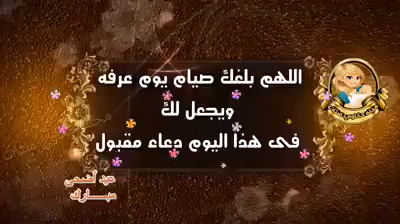 اللهم بلغكَ صيام يوم عرفه
ويجعل لكَ
فى هذا اليوم دعاء مقبول
عيد أضحى
مبارك